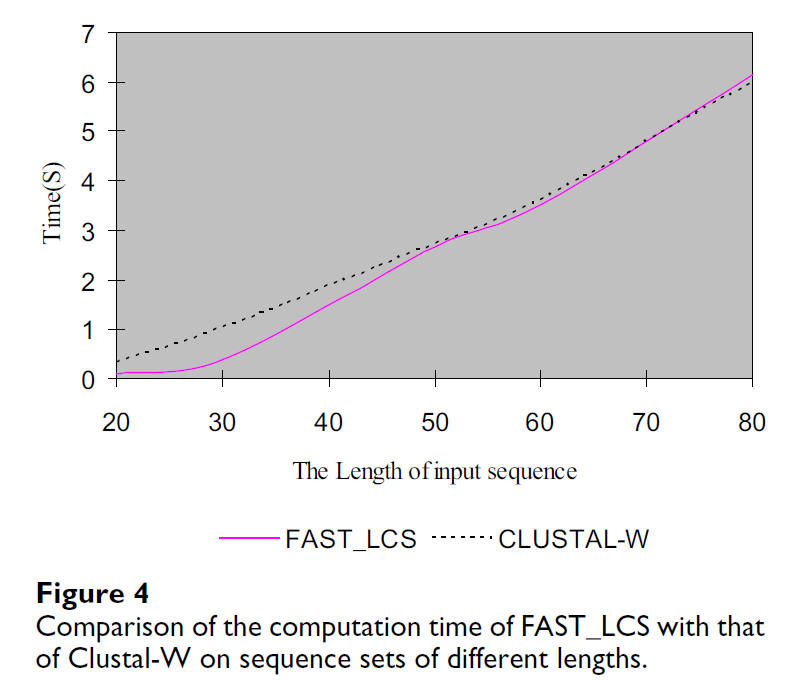 7
6
5
4
3
2
1
0
Time(S)
20 30 40 50 60 70 80
The Length of input sequence
FAST_LCS CLUSTAL-W
Figure 4
Comparison of the computation time of FAST_LCS with that
of Clustal-W on sequence sets of different lengths.